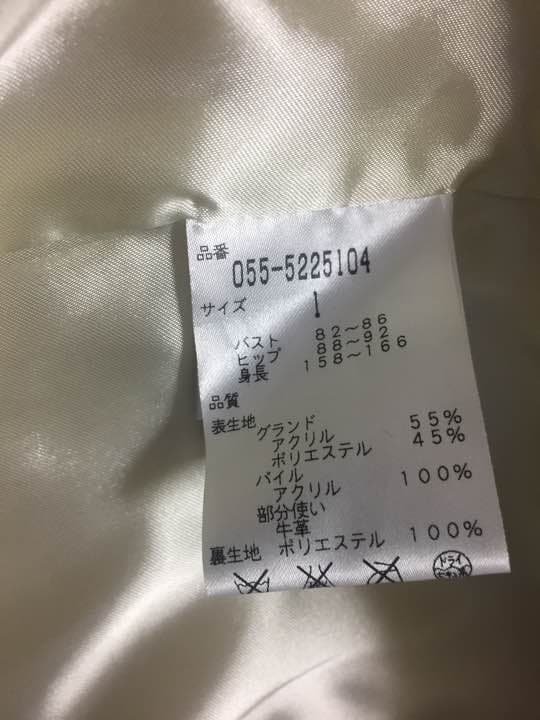 品番
055-5225104
サイズ 1
バスト 82〜86
ヒップ 88〜92
身長 158〜166
品質
表生地
グランド
アクリル 55%
ポリエステル 45%
パイル
アクリル 100%
部分使い
牛革
裏生地 ポリエステル 100%
ドライ